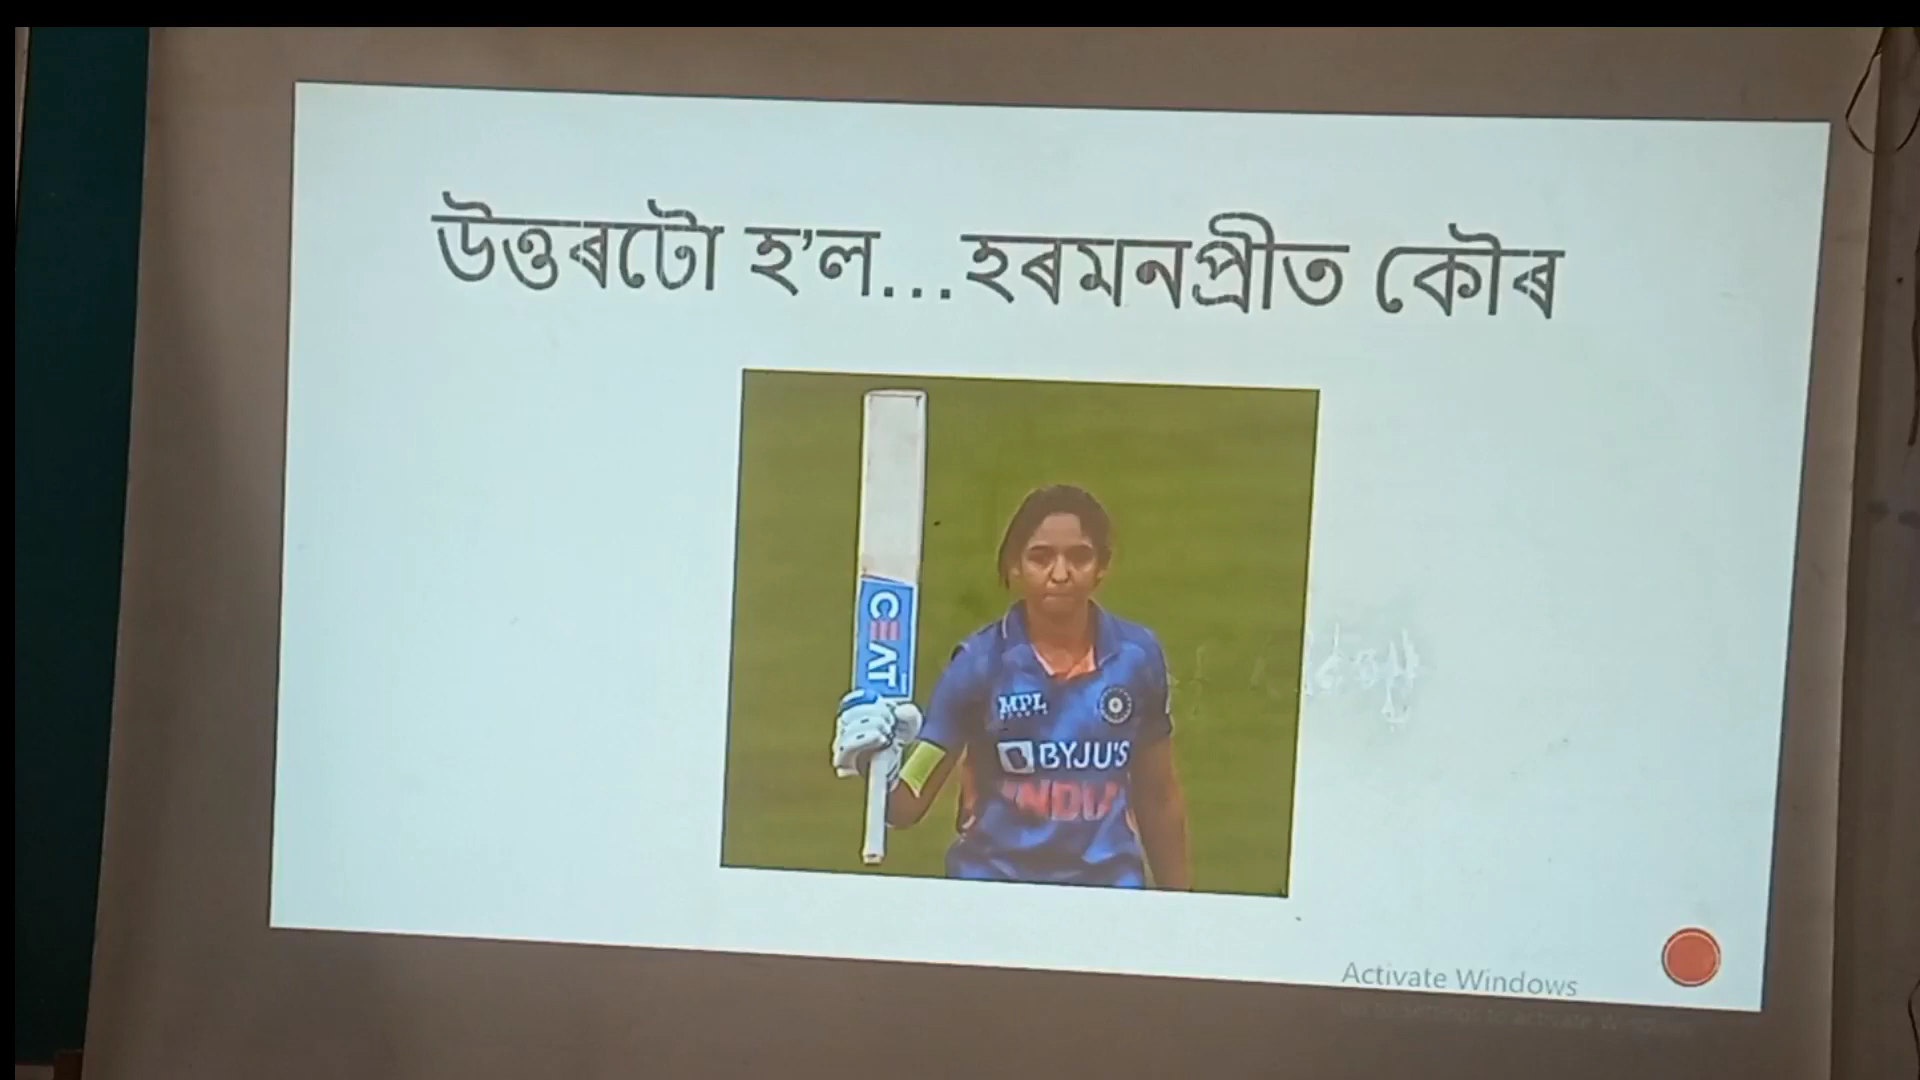 উত্তৰটো হ'ল...হৰমনপ্ৰীত কৌৰ
CEAT
MPL
BYJU'S
INDIA
Activate Windows